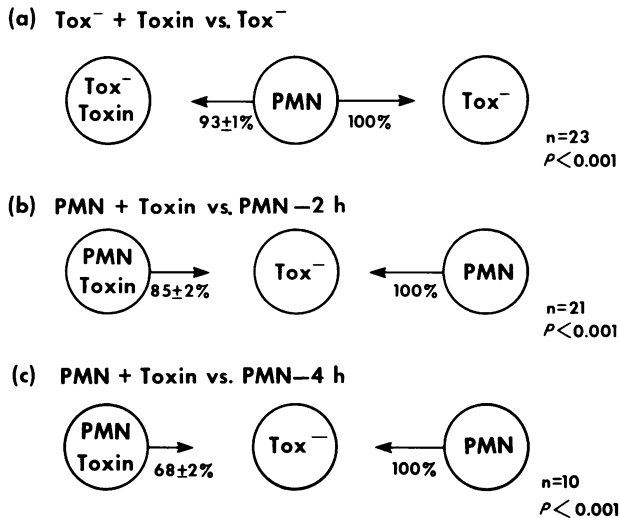 (a) Tox⁻ + Toxin vs. Tox⁻
Tox⁻
Toxin
PMN
Tox⁻
93±1%
100%
n=23
P<0.001
(b) PMN + Toxin vs. PMN–2 h
PMN
Toxin
Tox⁻
PMN
85±2%
100%
n=21
P<0.001
(c) PMN + Toxin vs. PMN–4 h
PMN
Toxin
Tox⁻
PMN
68±2%
100%
n=10
P<0.001